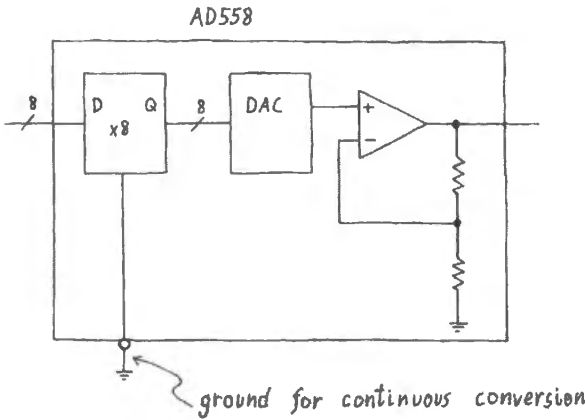 AD558
8
D Q
x8
8
DAC
+
−
ground for continuous conversion